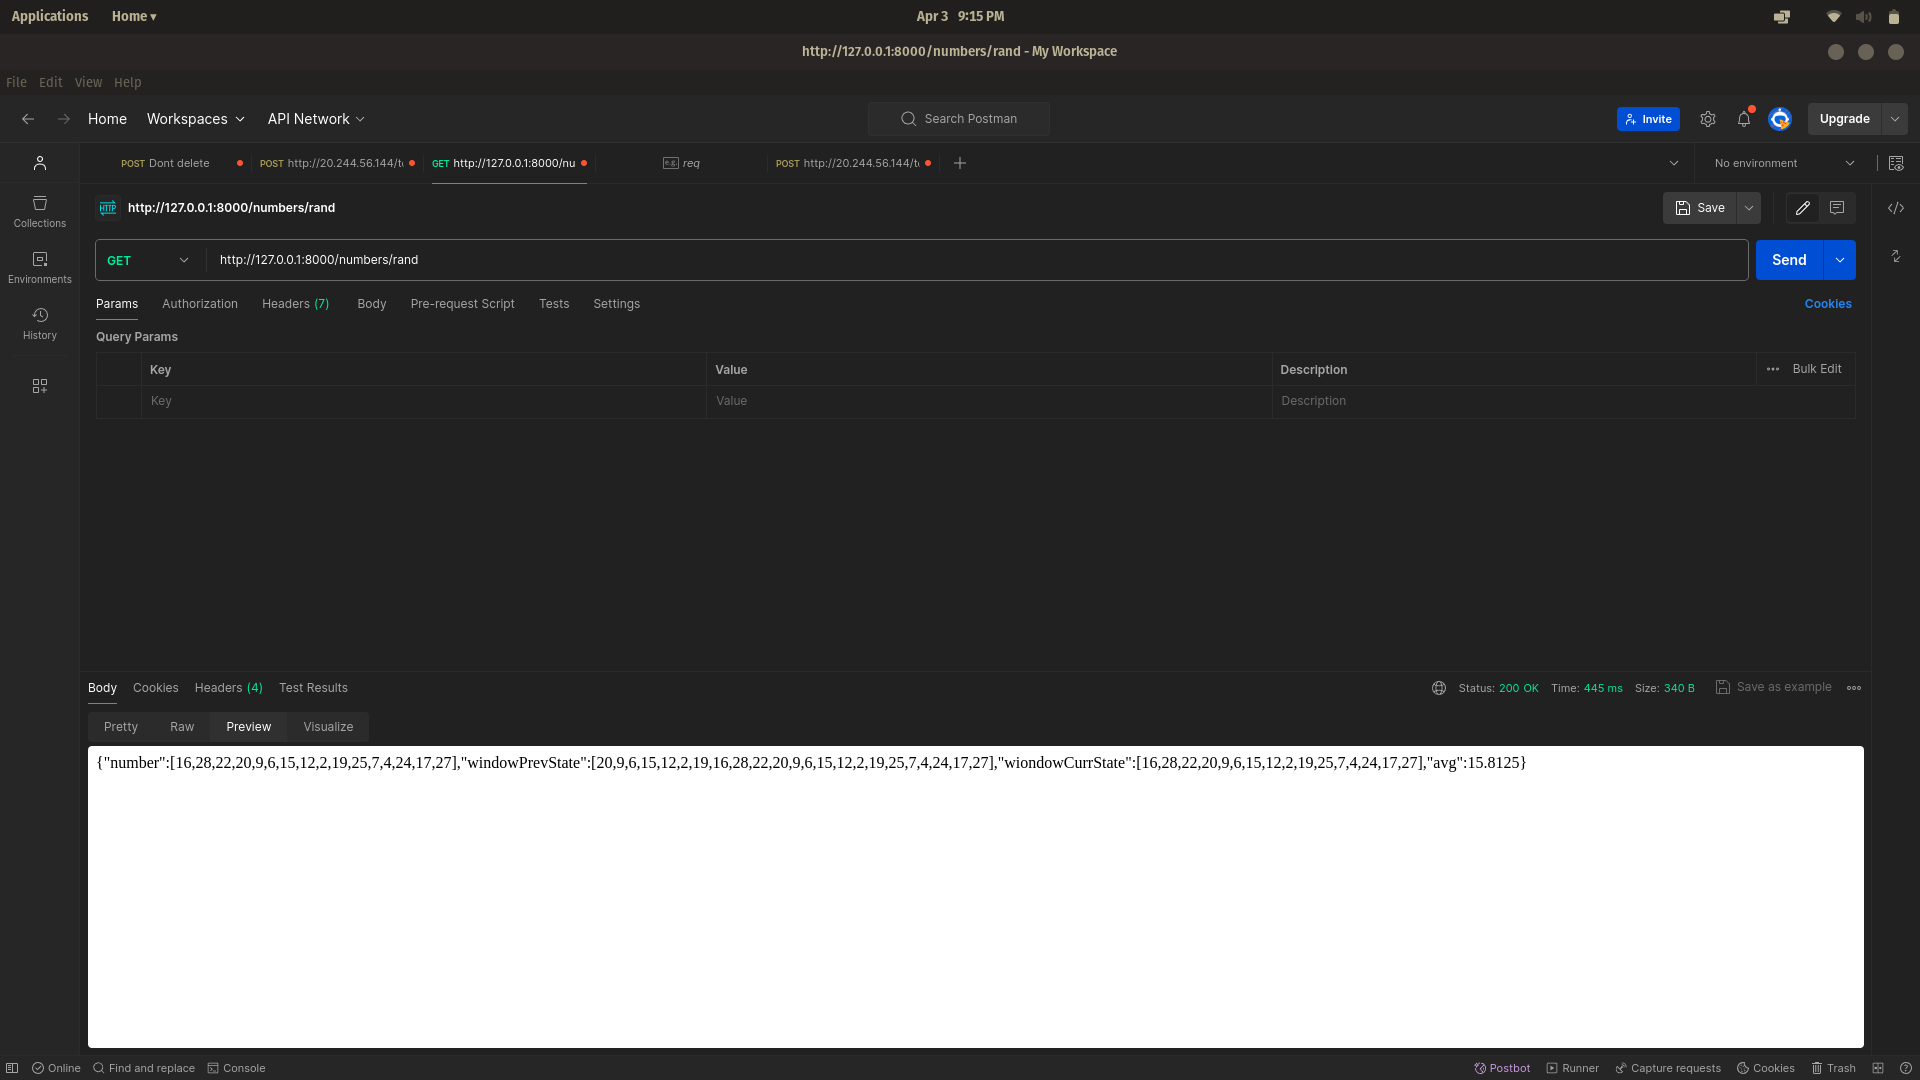 Applications Home ▾ Apr 3 9:15 PM
http://127.0.0.1:8000/numbers/rand - My Workspace
File Edit View Help
Home Workspaces API Network Search Postman Invite Upgrade
POST Dont delete POST http://20.244.56.144/t GET http://127.0.0.1:8000/nu e.g. req POST http://20.244.56.144/t No environment
HTTP http://127.0.0.1:8000/numbers/rand Save
Collections
GET http://127.0.0.1:8000/numbers/rand Send
Environments
Params Authorization Headers (7) Body Pre-request Script Tests Settings Cookies
History
Query Params
Key Value Description Bulk Edit
Key Value Description
Body Cookies Headers (4) Test Results Status: 200 OK Time: 445 ms Size: 340 B Save as example
Pretty Raw Preview Visualize
{"number":[16,28,22,20,9,6,15,12,2,19,25,7,4,24,17,27],"windowPrevState":[20,9,6,15,12,2,19,16,28,22,20,9,6,15,12,2,19,25,7,4,24,17,27],"wiondowCurrState":[16,28,22,20,9,6,15,12,2,19,25,7,4,24,17,27],"avg":15.8125}
Online Find and replace Console Postbot Runner Capture requests Cookies Trash